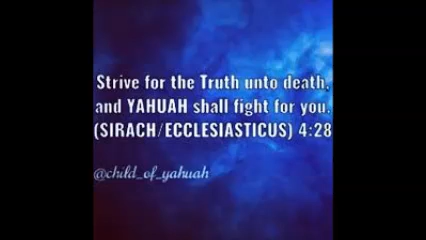 Strive for the Truth unto death,
and YAHUAH shall fight for you.
(SIRACH/ECCLESIASTICUS) 4:28
@child_of_yahuah